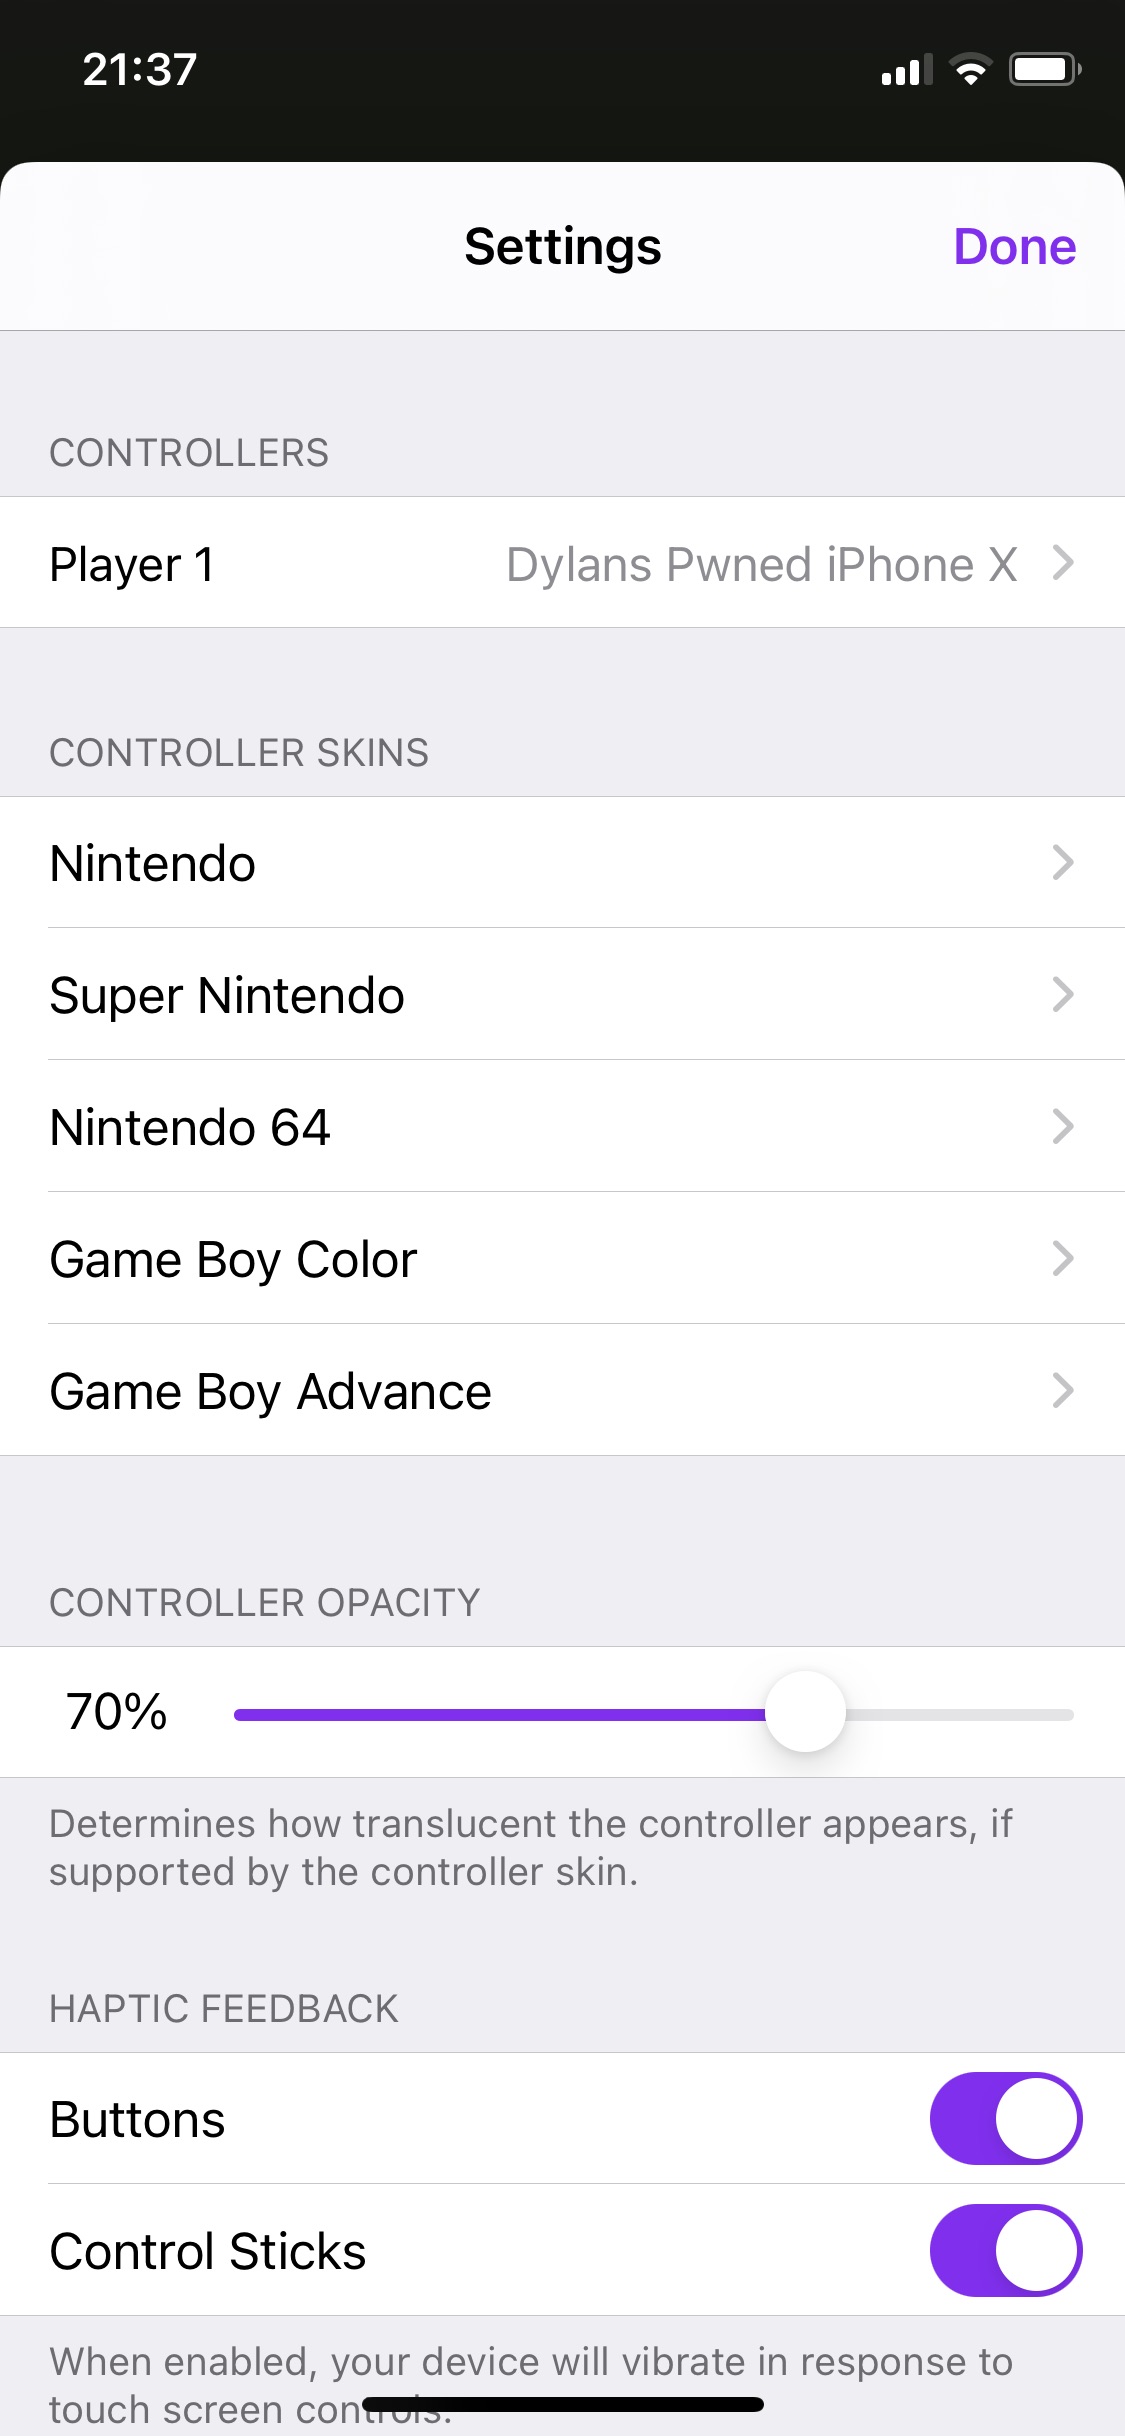 21:37
Settings
Done
CONTROLLERS
Player 1
Dylans Pwned iPhone X
CONTROLLER SKINS
Nintendo
Super Nintendo
Nintendo 64
Game Boy Color
Game Boy Advance
CONTROLLER OPACITY
70%
Determines how translucent the controller appears, if
supported by the controller skin.
HAPTIC FEEDBACK
Buttons
Control Sticks
When enabled, your device will vibrate in response to
touch screen controls.